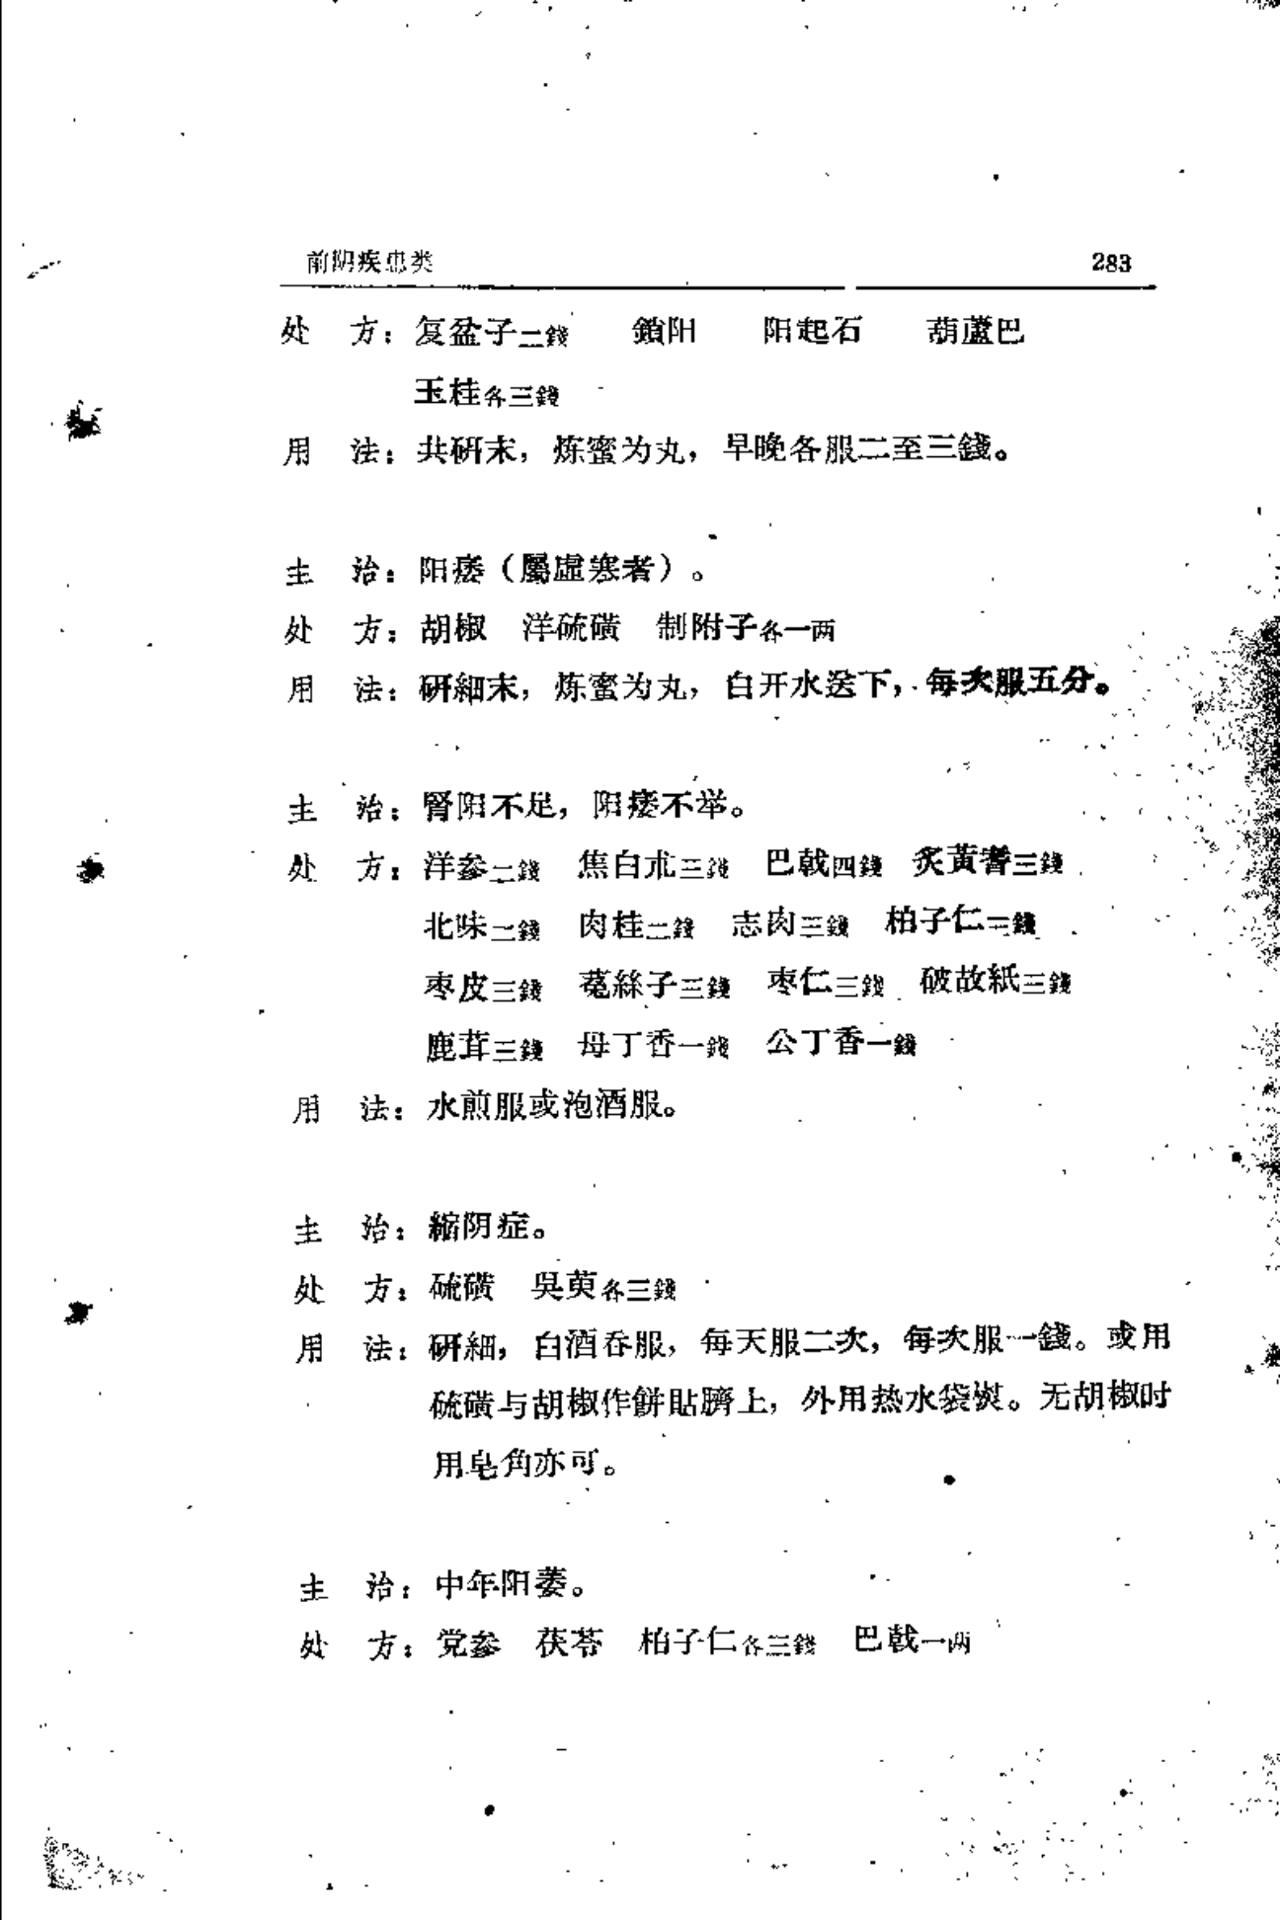 前阴疾患类 283
处 方：复盆子二錢 鎖阳 阳起石 葫蘆巴
玉桂各三錢
用 法：共研末，炼蜜为丸，早晚各服二至三錢。
主 治：阳痿（屬虛寒者）。
处 方：胡椒 洋硫磺 制附子各一两
用 法：研細末，炼蜜为丸，白开水送下，每次服五分。
主 治：腎阳不足，阳痿不举。
处 方：洋参二錢 焦白朮三錢 巴戟四錢 炙黃耆三錢
北味二錢 肉桂二錢 志肉三錢 柏子仁三錢
枣皮三錢 菟絲子三錢 枣仁三錢 破故紙三錢
鹿茸三錢 母丁香一錢 公丁香一錢
用 法：水煎服或泡酒服。
主 治：縮阴症。
处 方：硫磺 吳萸各三錢
用 法：研細，白酒吞服，每天服二次，每次服一錢。或用
硫磺与胡椒作餅貼臍上，外用热水袋熨。无胡椒时
用皂角亦可。
主 治：中年阳萎。
处 方：党参 茯苓 柏子仁各三錢 巴戟一两